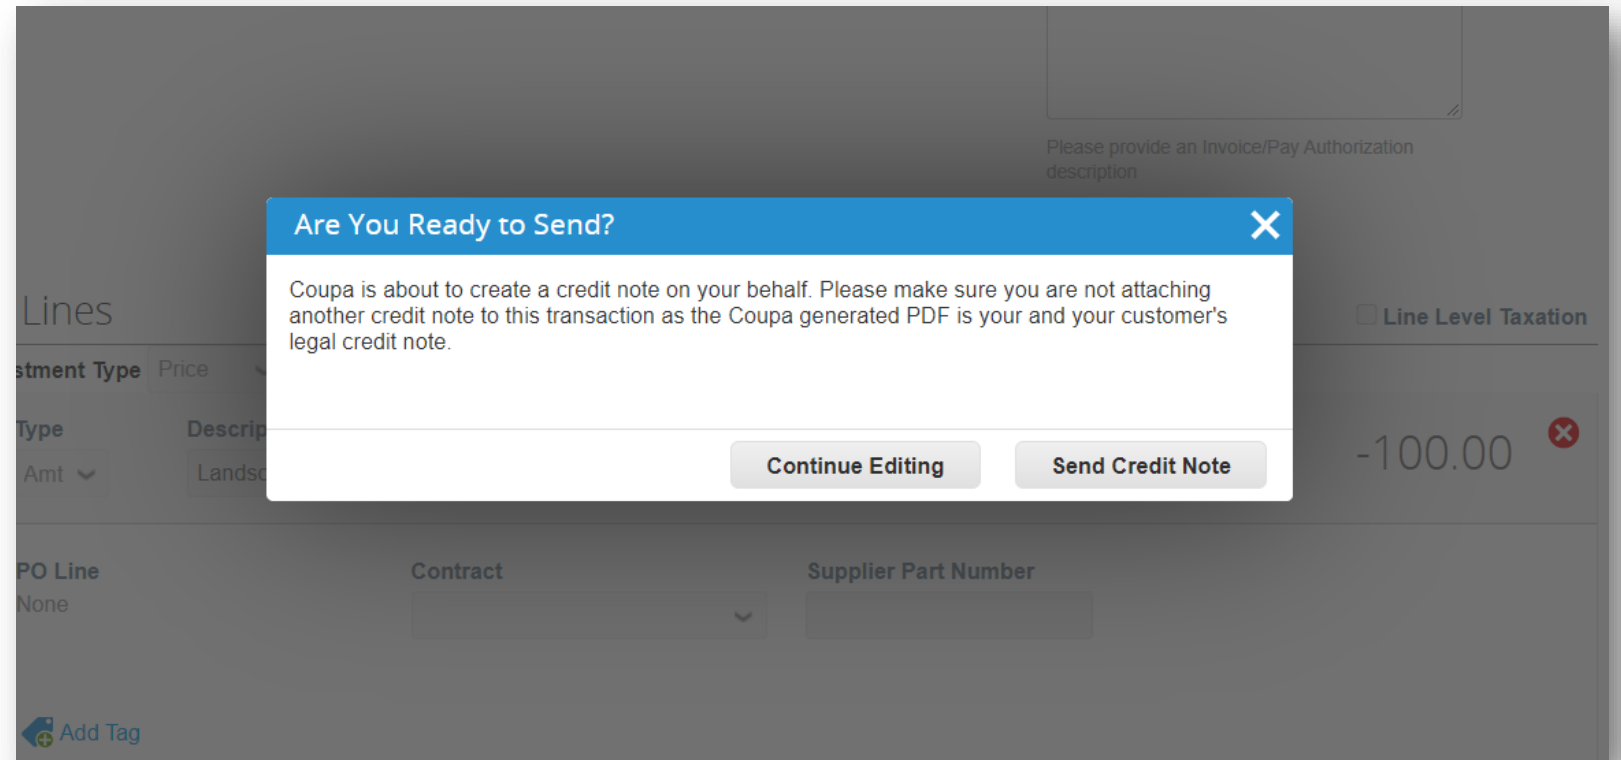 Please provide an Invoice/Pay Authorization
description
Are You Ready to Send?
Coupa is about to create a credit note on your behalf. Please make sure you are not attaching
another credit note to this transaction as the Coupa generated PDF is your and your customer's
legal credit note.
Continue Editing
Send Credit Note
Lines
Line Level Taxation
stment Type Price
Type
Descrip
Amt
Landsc
-100.00
PO Line
Contract
Supplier Part Number
None
Add Tag